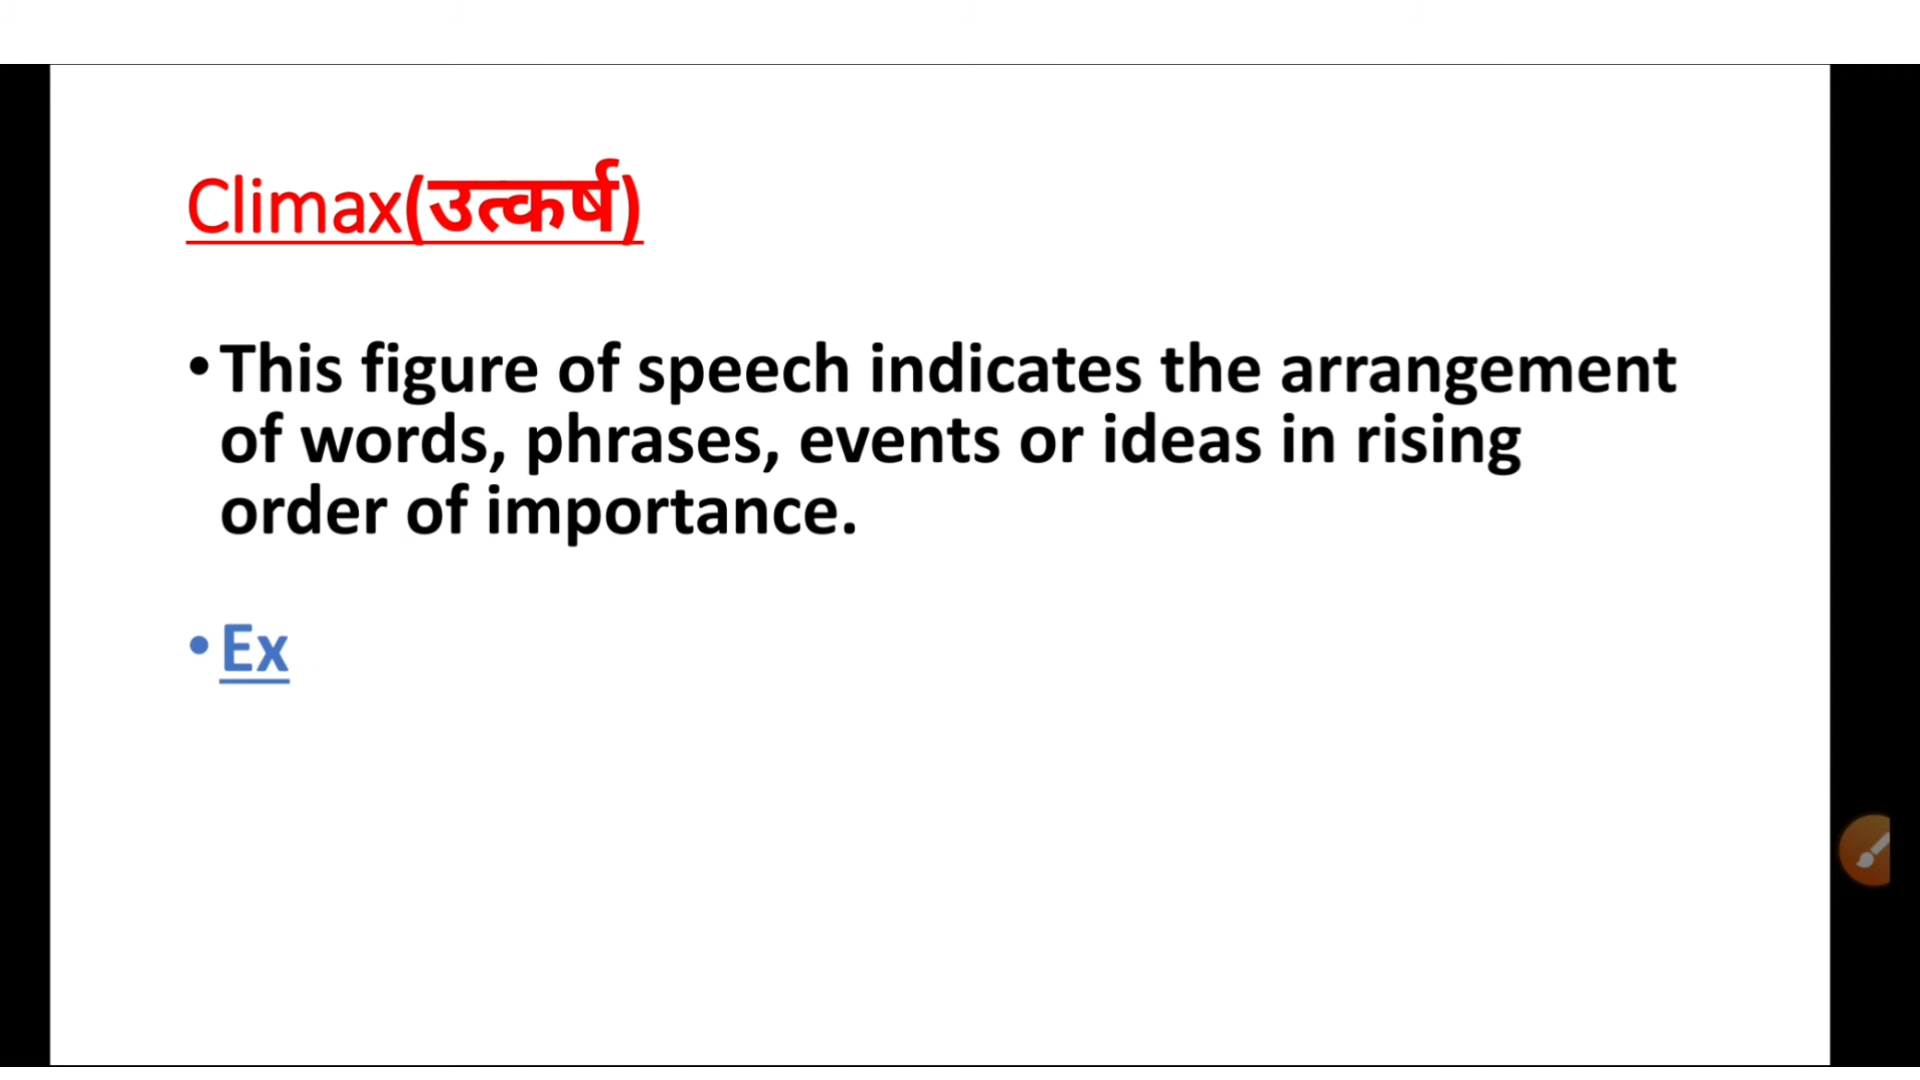 Climax(उत्कर्ष)
•This figure of speech indicates the arrangement
of words, phrases, events or ideas in rising
order of importance.
•Ex